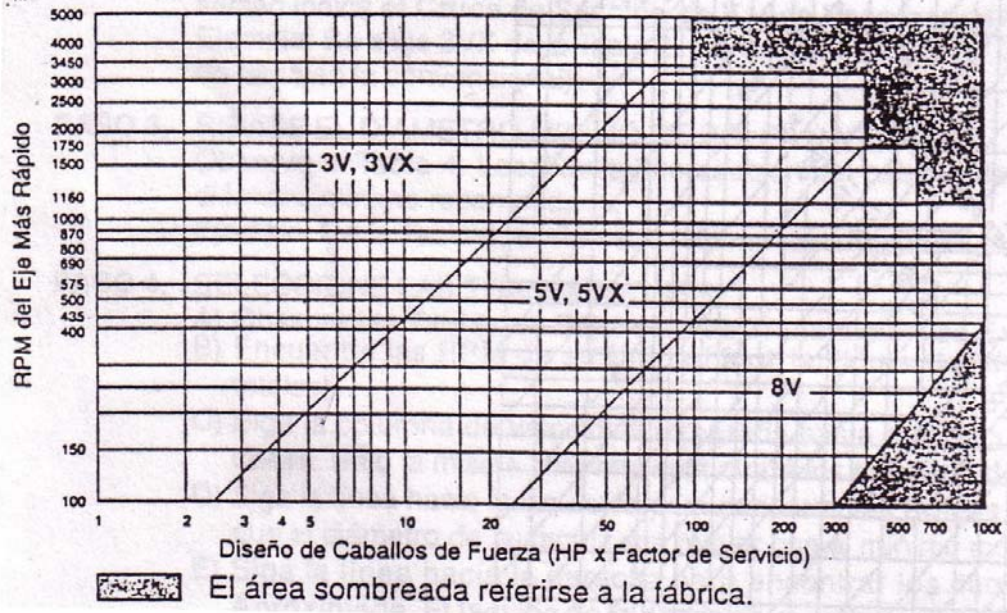 5000
4000
3450
3000
2500
2000
1750
1500
1160
1000
870
800
690
575
500
435
400
150
100
RPM del Eje Más Rápido
3V, 3VX
5V, 5VX
8V
1 2 3 4 5 10 20 50 100 200 300 500 700 1000
Diseño de Caballos de Fuerza (HP x Factor de Servicio)
El área sombreada referirse a la fábrica.